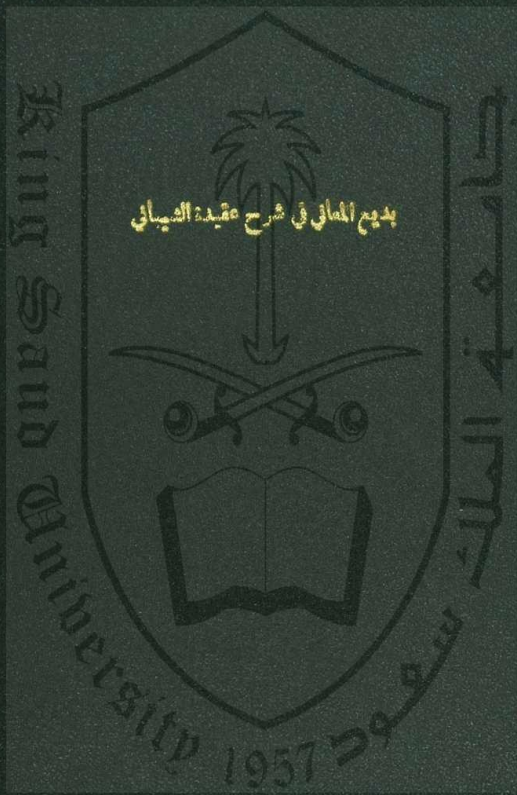 بديع المعاني في شرح عقيدة الشيباني
King Saud University 1957
جامعة الملك سعود